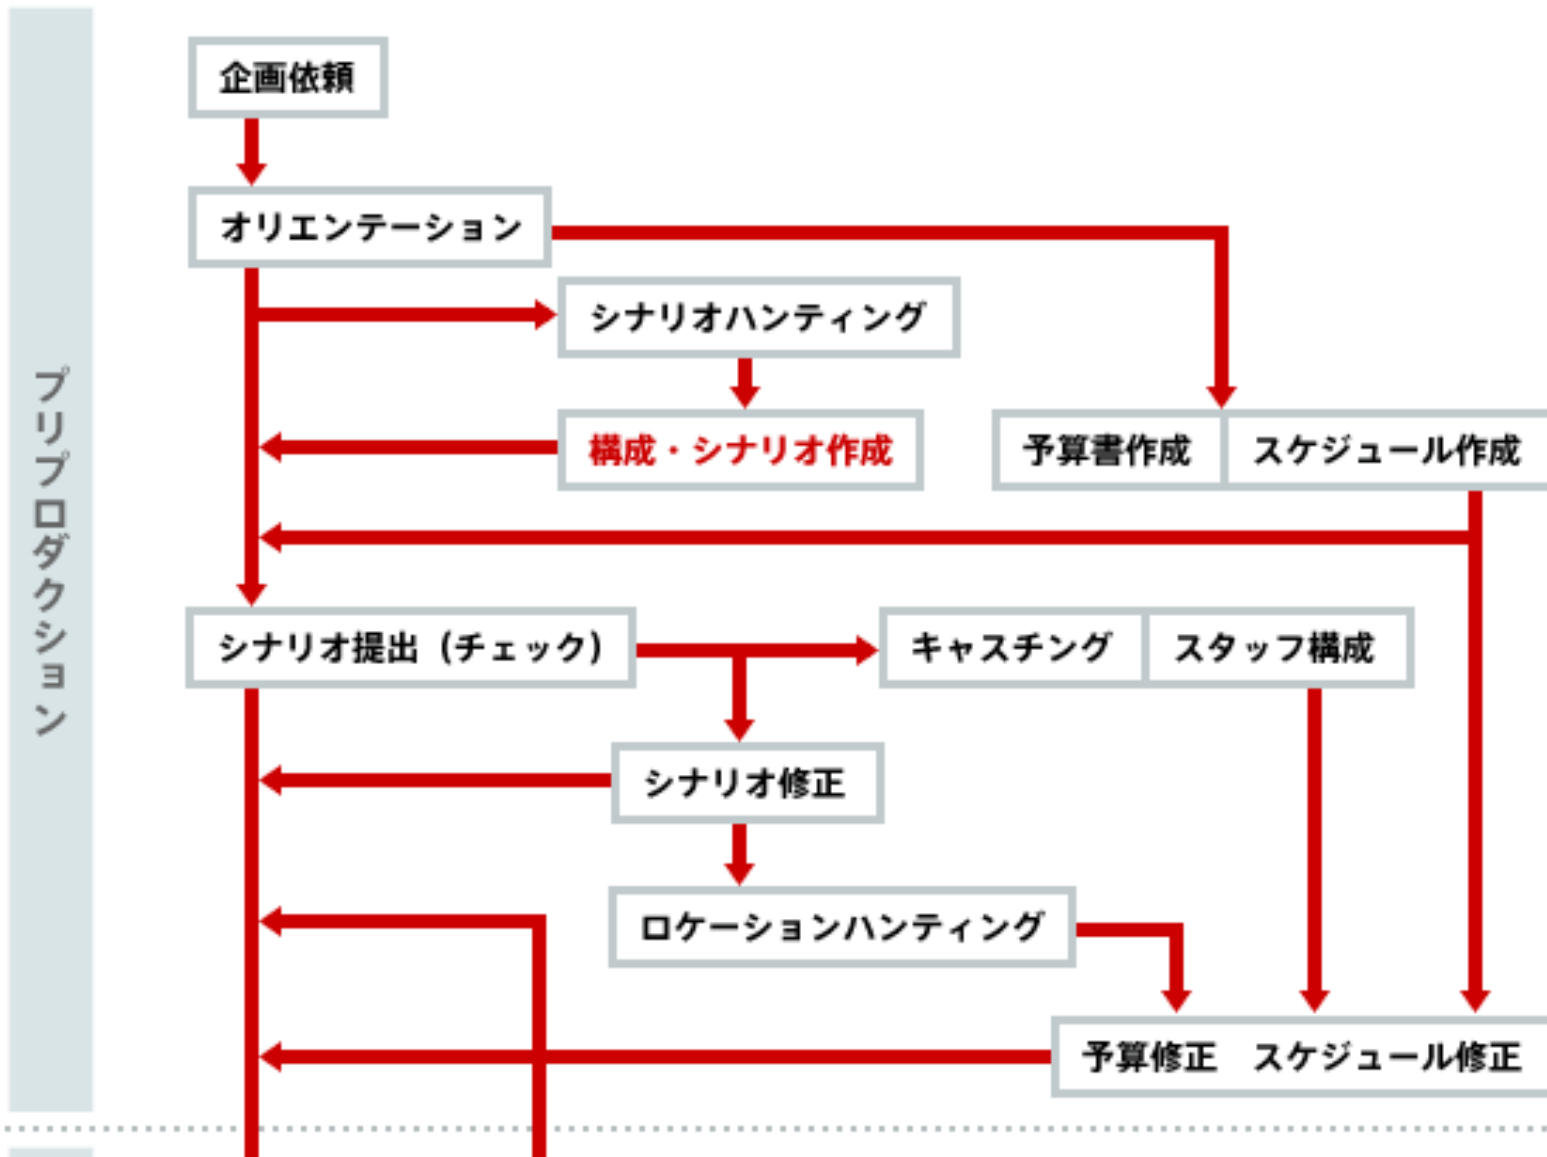 プリプロダクション
企画依頼
オリエンテーション
シナリオハンティング
構成・シナリオ作成
予算書作成
スケジュール作成
シナリオ提出（チェック）
キャスチング
スタッフ構成
シナリオ修正
ロケーションハンティング
予算修正　スケジュール修正